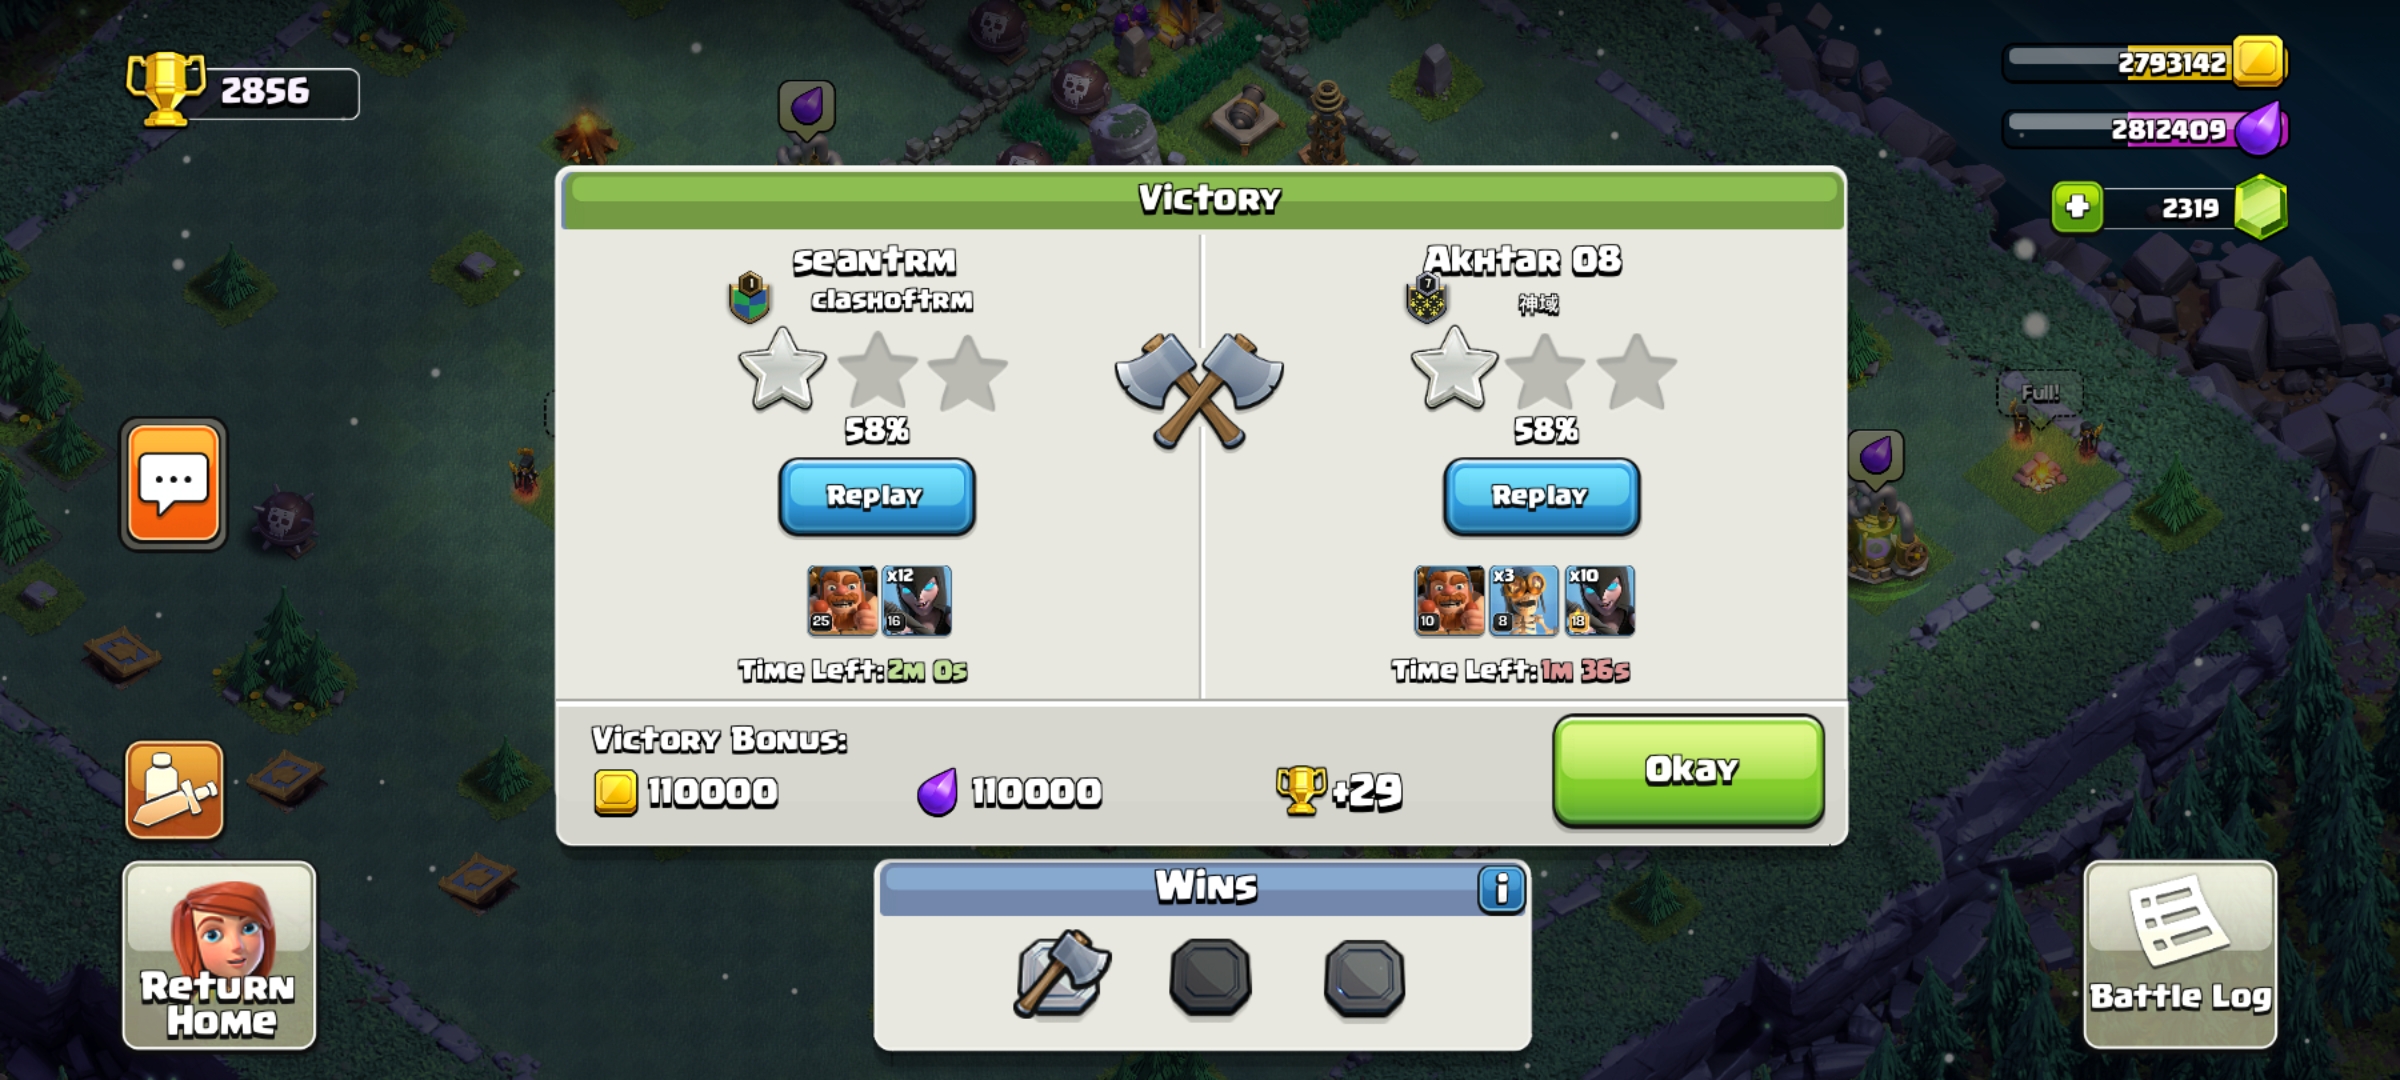 2856
2793142
2812409
2319
Victory
seantrm
clashoftrm
1
58%
Replay
25
x12
16
Time Left:2m 0s
Akhtar 08
神域
7
58%
Replay
10
x3
8
x10
18
Time Left:1m 36s
Full!
Victory Bonus:
110000
110000
+29
Okay
Wins
i
Return
Home
Battle Log